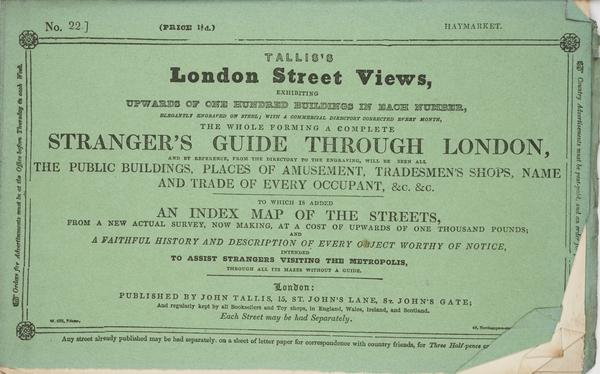 No. 22.]
(PRICE 1½d.)
HAYMARKET.
TALLIS'S
London Street Views,
EXHIBITING
UPWARDS OF ONE HUNDRED BUILDINGS IN EACH NUMBER,
ELEGANTLY ENGRAVED ON STEEL; WITH A COMMERCIAL DIRECTORY CORRECTED EVERY MONTH,
THE WHOLE FORMING A COMPLETE
STRANGER'S GUIDE THROUGH LONDON,
AND BY REFERENCE, FROM THE DIRECTORY TO THE ENGRAVING, WILL BE SEEN ALL
THE PUBLIC BUILDINGS, PLACES OF AMUSEMENT, TRADESMEN'S SHOPS, NAME
AND TRADE OF EVERY OCCUPANT, &c. &c.
TO WHICH IS ADDED
AN INDEX MAP OF THE STREETS,
FROM A NEW ACTUAL SURVEY, NOW MAKING, AT A COST OF UPWARDS OF ONE THOUSAND POUNDS;
AND
A FAITHFUL HISTORY AND DESCRIPTION OF EVERY OBJECT WORTHY OF NOTICE,
INTENDED
TO ASSIST STRANGERS VISITING THE METROPOLIS,
THROUGH ALL ITS MAZES WITHOUT A GUIDE.
London:
PUBLISHED BY JOHN TALLIS, 15, ST. JOHN'S LANE, ST. JOHN'S GATE;
And regularly kept by all Booksellers and Toy shops, in England, Wales, Ireland, and Scotland.
Each Street may be had Separately.
Any street already published may be had separately, on a sheet of letter paper for correspondence with country friends, for Three Half-pence
Orders for Advertisements must be at the Office before Thursday in each Week.
Country Advertisements must be post-paid, and an order